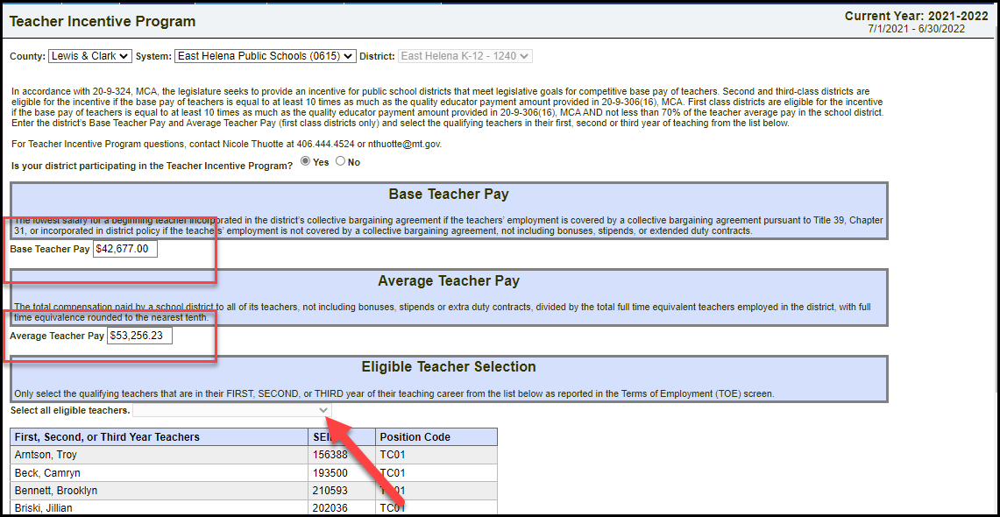 Teacher Incentive Program
Current Year: 2021-2022
7/1/2021 - 6/30/2022
County: Lewis & Clark System: East Helena Public Schools (0615) District: East Helena K-12 - 1240
In accordance with 20-9-324, MCA, the legislature seeks to provide an incentive for public school districts that meet legislative goals for competitive base pay of teachers. Second and third-class districts are
eligible for the incentive if the base pay of teachers is equal to at least 10 times as much as the quality educator payment amount provided in 20-9-306(16), MCA. First class districts are eligible for the incentive
if the base pay of teachers is equal to at least 10 times as much as the quality educator payment amount provided in 20-9-306(16), MCA AND not less than 70% of the teacher average pay in the school district.
Enter the district's Base Teacher Pay and Average Teacher Pay (first class districts only) and select the qualifying teachers in their first, second or third year of teaching from the list below.
For Teacher Incentive Program questions, contact Nicole Thuotte at 406.444.4524 or nthuotte@mt.gov.
Is your district participating in the Teacher Incentive Program? Yes No
Base Teacher Pay
The lowest salary for a beginning teacher incorporated in the district's collective bargaining agreement if the teachers' employment is covered by a collective bargaining agreement pursuant to Title 39, Chapter
31, or incorporated in district policy if the teachers' employment is not covered by a collective bargaining agreement, not including bonuses, stipends, or extended duty contracts.
Base Teacher Pay $42,677.00
Average Teacher Pay
The total compensation paid by a school district to all of its teachers, not including bonuses, stipends or extra duty contracts, divided by the total full time equivalent teachers employed in the district, with full
time equivalence rounded to the nearest tenth.
Average Teacher Pay $53,256.23
Eligible Teacher Selection
Only select the qualifying teachers that are in their FIRST, SECOND, or THIRD year of their teaching career from the list below as reported in the Terms of Employment (TOE) screen.
Select all eligible teachers.
First, Second, or Third Year Teachers Position Code
Arntson, Troy 156388 TC01
Beck, Camryn 193500 TC01
Bennett, Brooklyn 210593
Briski, Jillian 202036 TC01